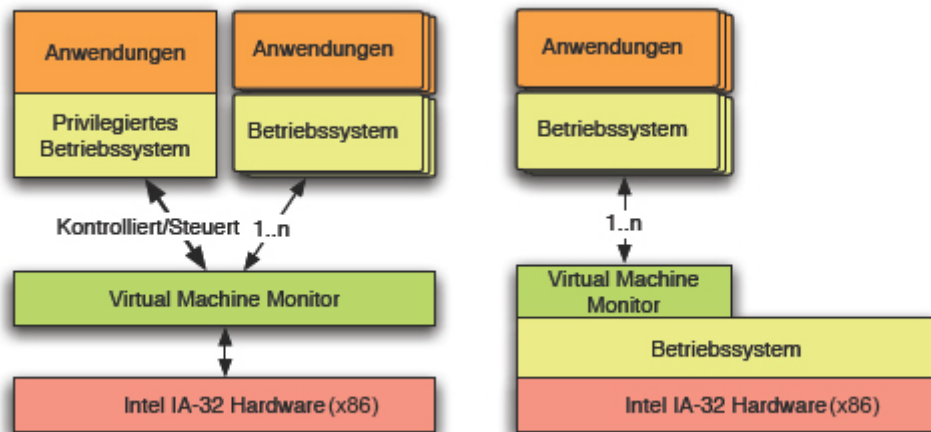 Anwendungen
Privilegiertes
Betriebssystem
Anwendungen
Betriebssystem
Kontrolliert/Steuert
1..n
Virtual Machine Monitor
Intel IA-32 Hardware (x86)
Anwendungen
Betriebssystem
1..n
Virtual Machine
Monitor
Betriebssystem
Intel IA-32 Hardware (x86)